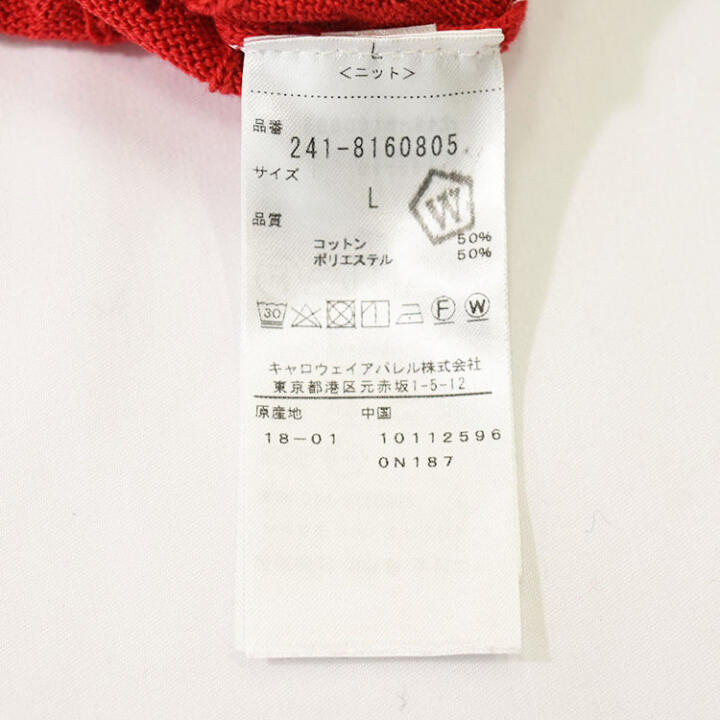 L
＜ニット＞
品番
241-8160805
サイズ
L
W
品質
コットン 50%
ポリエステル 50%
30 F W
キャロウェイアパレル株式会社
東京都港区元赤坂1-5-12
原産地 中国
18-01 10112596
0N187